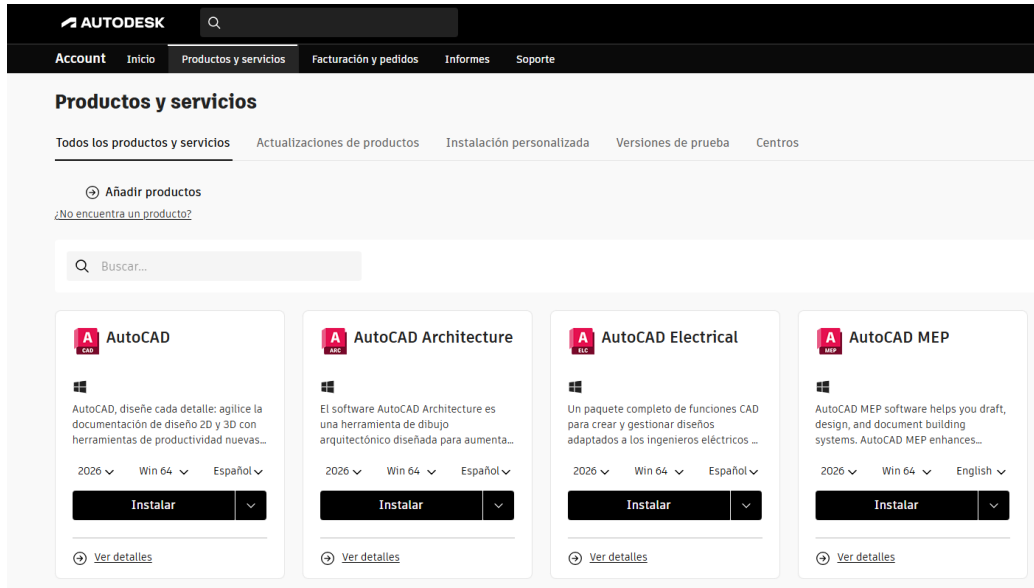 AUTODESK
Account Inicio Productos y servicios Facturación y pedidos Informes Soporte
Productos y servicios
Todos los productos y servicios Actualizaciones de productos Instalación personalizada Versiones de prueba Centros
Añadir productos
¿No encuentra un producto?
Buscar...
A CAD AutoCAD
AutoCAD, diseñe cada detalle: agilice la
documentación de diseño 2D y 3D con
herramientas de productividad nuevas...
2026 Win 64 Español
Instalar
Ver detalles
A ARC AutoCAD Architecture
El software AutoCAD Architecture es
una herramienta de dibujo
arquitectónico diseñada para aumenta...
2026 Win 64 Español
Instalar
Ver detalles
A ELC AutoCAD Electrical
Un paquete completo de funciones CAD
para crear y gestionar diseños
adaptados a los ingenieros eléctricos ...
2026 Win 64 Español
Instalar
Ver detalles
A MEP AutoCAD MEP
AutoCAD MEP software helps you draft,
design, and document building
systems. AutoCAD MEP enhances...
2026 Win 64 English
Instalar
Ver detalles